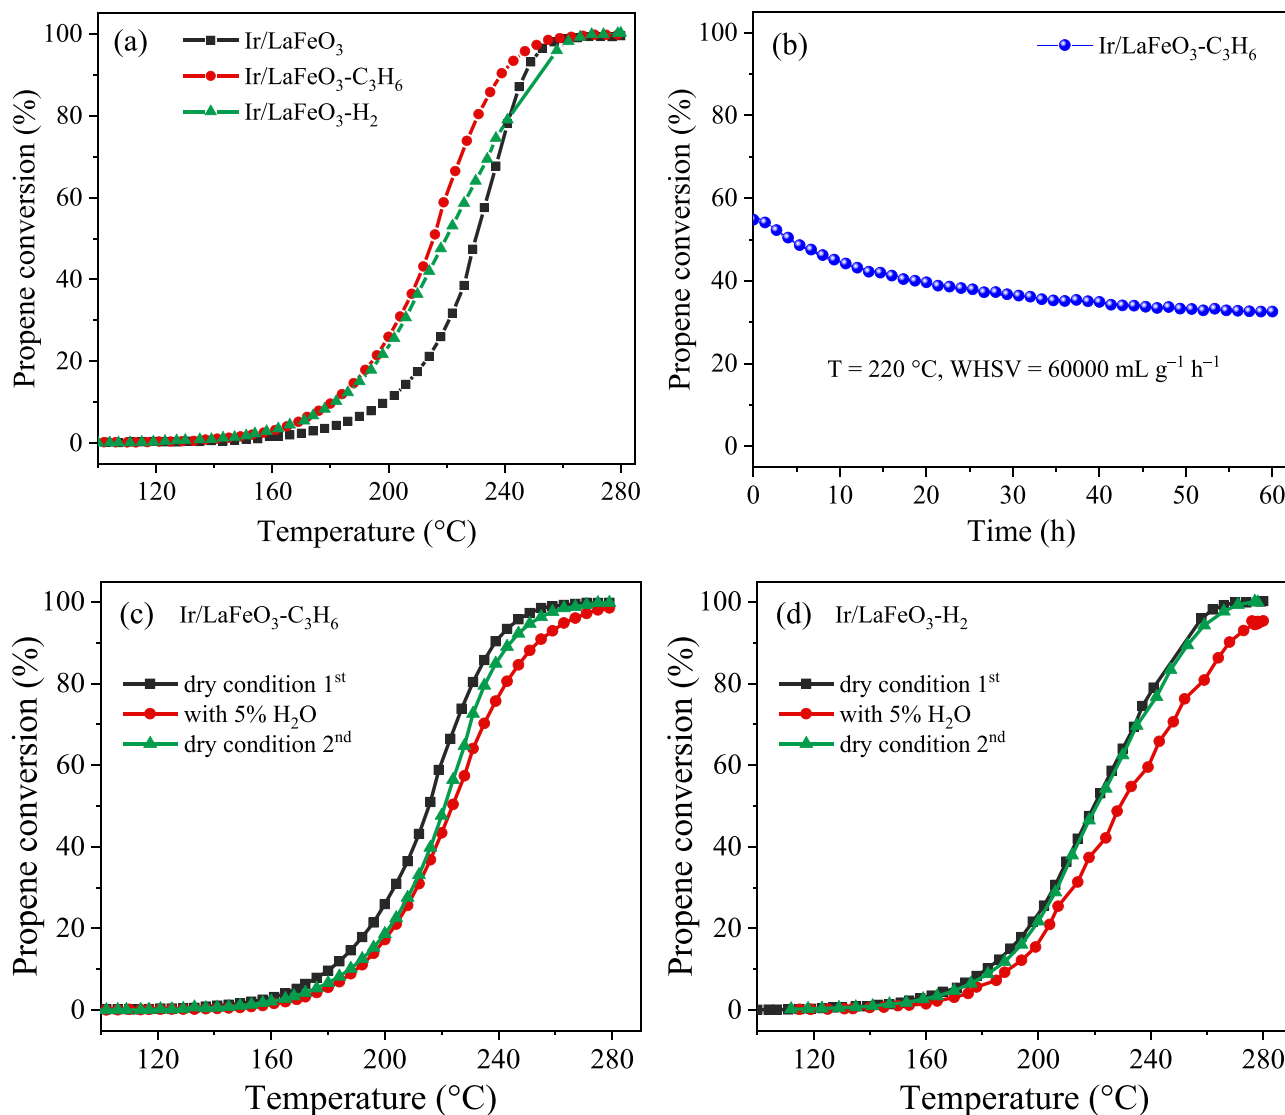 (a)
Ir/LaFeO₃
Ir/LaFeO₃-C₃H₆
Ir/LaFeO₃-H₂
Propene conversion (%)
100
80
60
40
20
0
120 160 200 240 280
Temperature (°C)
(b)
Ir/LaFeO₃-C₃H₆
T = 220 °C, WHSV = 60000 mL g⁻¹ h⁻¹
Propene conversion (%)
100
80
60
40
20
0
0 10 20 30 40 50 60
Time (h)
(c) Ir/LaFeO₃-C₃H₆
dry condition 1ˢᵗ
with 5% H₂O
dry condition 2ⁿᵈ
Propene conversion (%)
100
80
60
40
20
0
120 160 200 240 280
Temperature (°C)
(d) Ir/LaFeO₃-H₂
dry condition 1ˢᵗ
with 5% H₂O
dry condition 2ⁿᵈ
Propene conversion (%)
100
80
60
40
20
0
120 160 200 240 280
Temperature (°C)